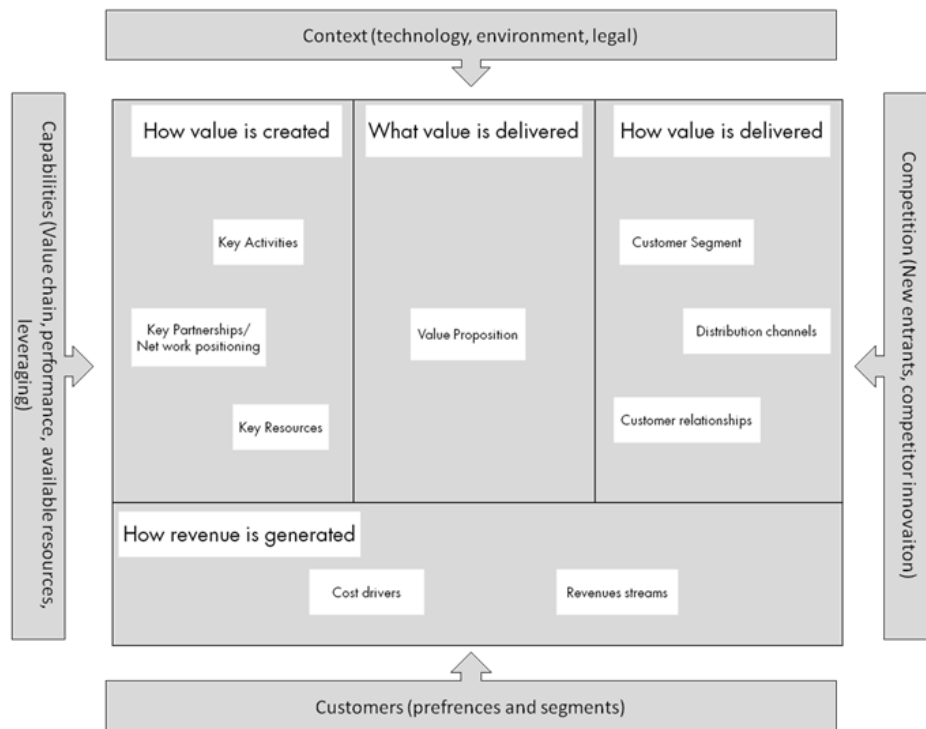 Context (technology, environment, legal)
Capabilities (Value chain, performance, available resources,
leveraging)
How value is created
What value is delivered
How value is delivered
Key Activities
Customer Segment
Key Partnerships/
Net work positioning
Value Proposition
Distribution channels
Key Resources
Customer relationships
How revenue is generated
Cost drivers
Revenues streams
Competition (New entrants, competitor innovaiton)
Customers (prefrences and segments)